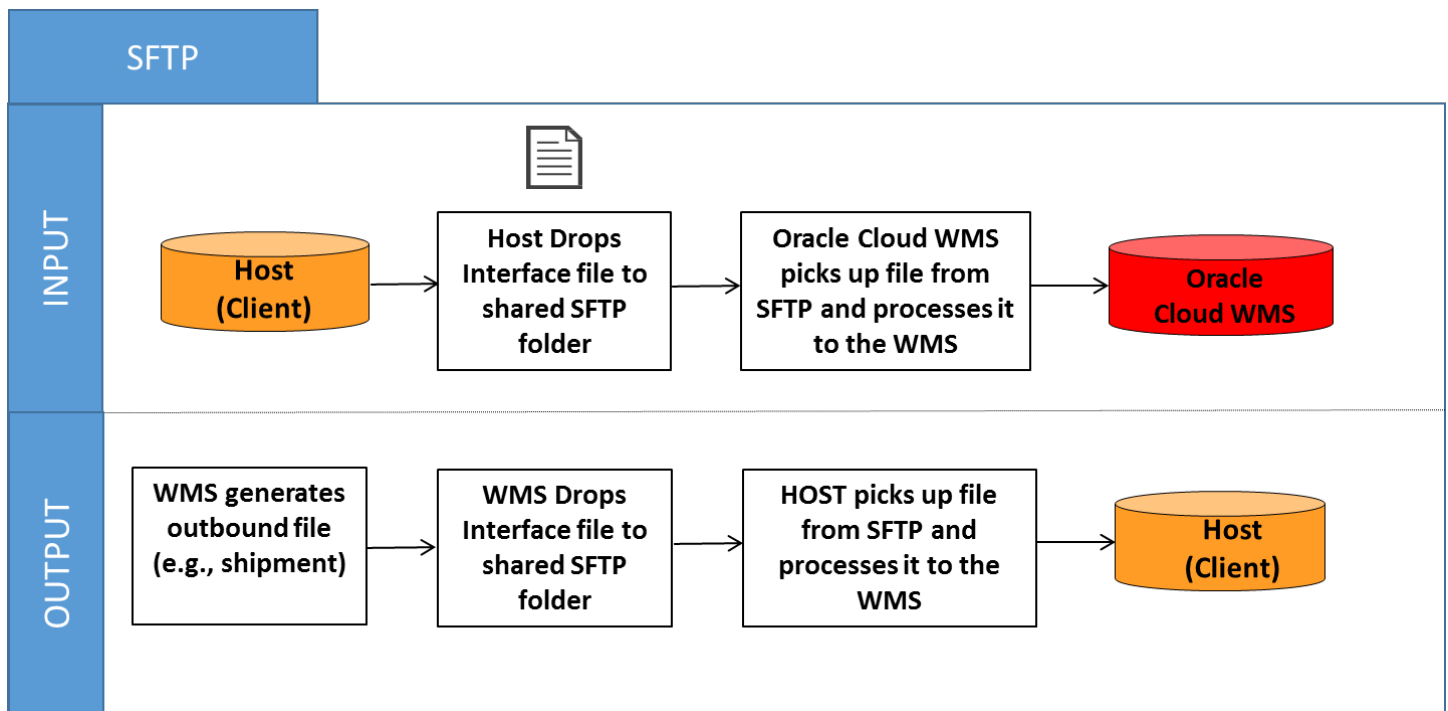 SFTP
INPUT
Host
(Client)
Host Drops
Interface file to
shared SFTP
folder
Oracle Cloud WMS
picks up file from
SFTP and processes it
to the WMS
Oracle
Cloud WMS
OUTPUT
WMS generates
outbound file
(e.g., shipment)
WMS Drops
Interface file to
shared SFTP
folder
HOST picks up file
from SFTP and
processes it to the
WMS
Host
(Client)